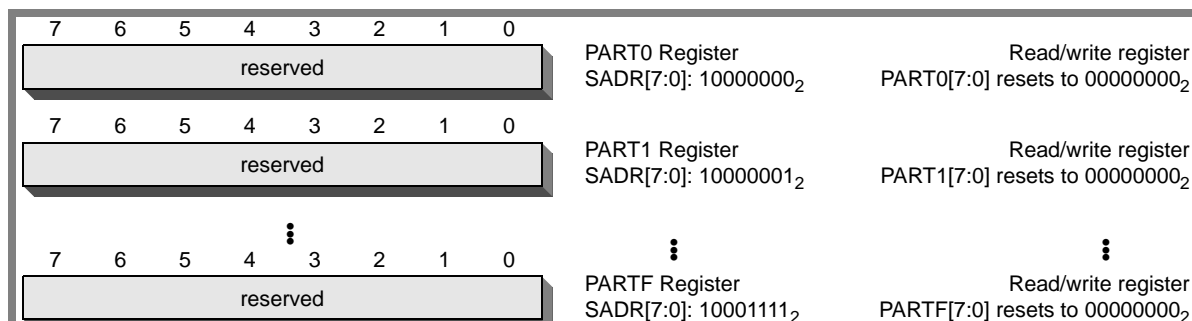 7 6 5 4 3 2 1 0
reserved
PART0 Register
SADR[7:0]: 10000000₂
Read/write register
PART0[7:0] resets to 00000000₂
7 6 5 4 3 2 1 0
reserved
PART1 Register
SADR[7:0]: 10000001₂
Read/write register
PART1[7:0] resets to 00000000₂
7 6 5 4 3 2 1 0
reserved
PARTF Register
SADR[7:0]: 10001111₂
Read/write register
PARTF[7:0] resets to 00000000₂